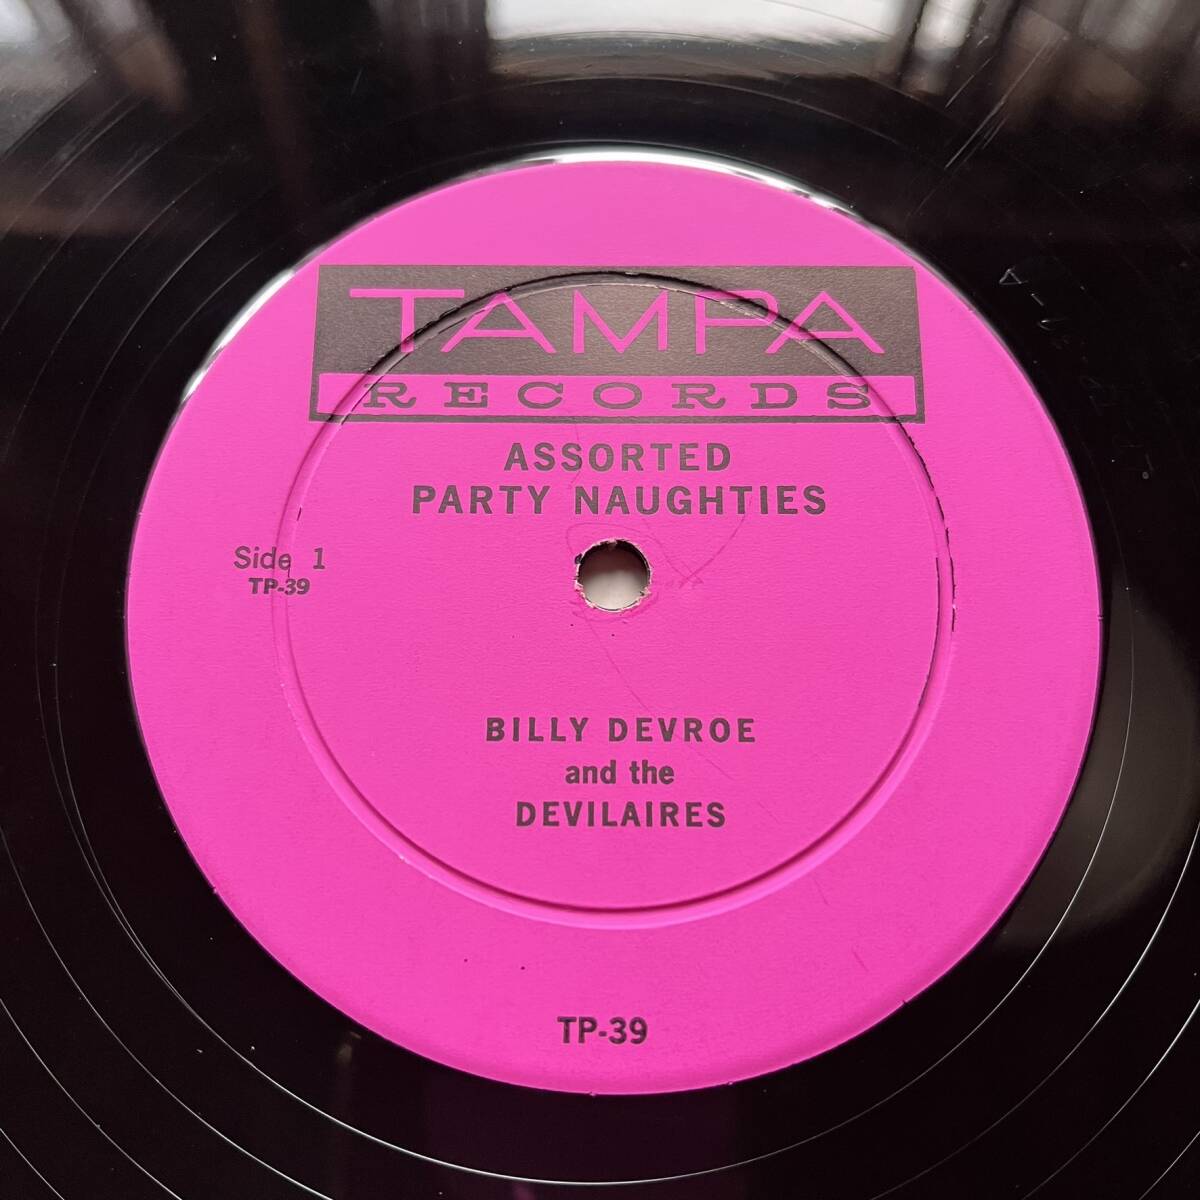 TAMPA
RECORDS
ASSORTED
PARTY NAUGHTIES
Side 1
TP-39
BILLY DEVROE
and the
DEVILAIRES
TP-39